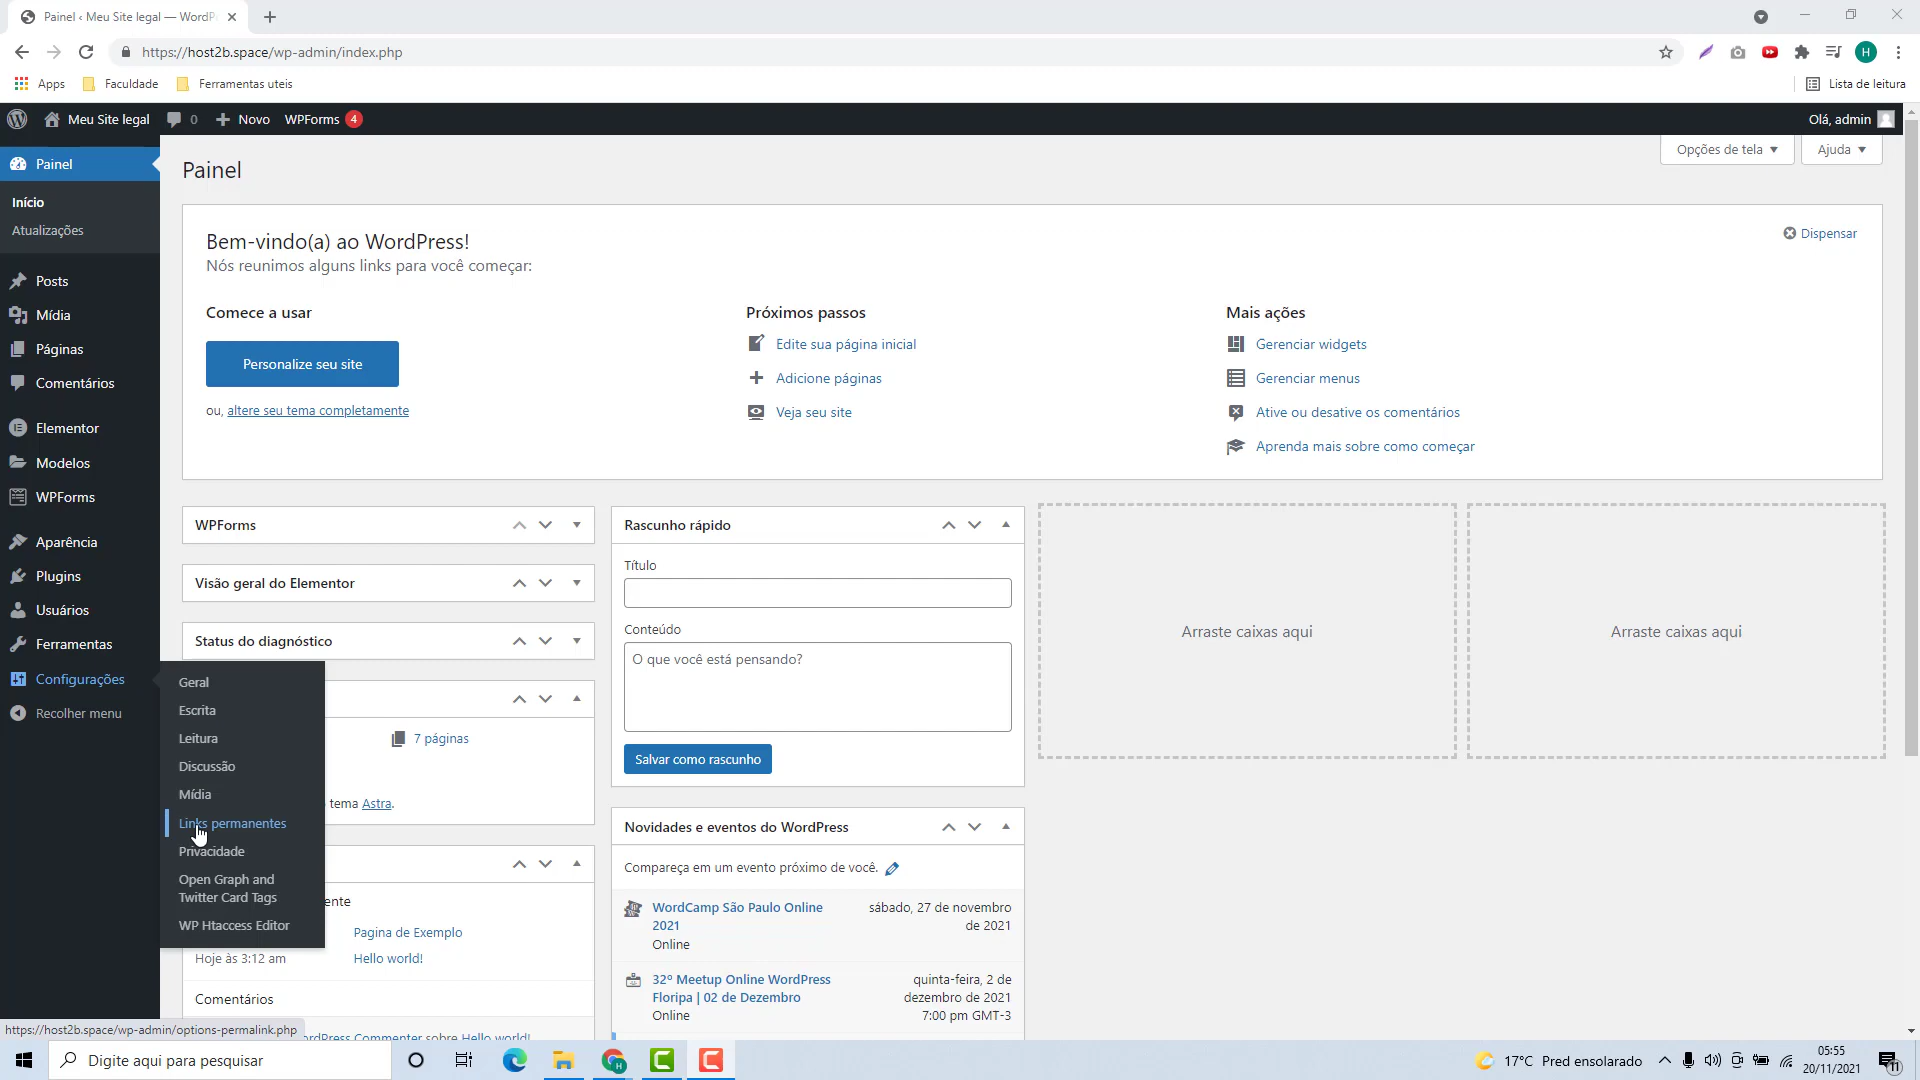 Painel ‹ Meu Site legal — WordP
https://host2b.space/wp-admin/index.php
H
Apps
Faculdade
Ferramentas uteis
Lista de leitura
Meu Site legal
0
Novo
WPForms 4
Olá, admin
Painel
Início
Atualizações
Posts
Mídia
Páginas
Comentários
Elementor
Modelos
WPForms
Aparência
Plugins
Usuários
Ferramentas
Configurações
Recolher menu
Geral
Escrita
Leitura
Discussão
Mídia
Links permanentes
Privacidade
Open Graph and
Twitter Card Tags
WP Htaccess Editor
Painel
Opções de tela
Ajuda
Bem-vindo(a) ao WordPress!
Nós reunimos alguns links para você começar:
Dispensar
Comece a usar
Personalize seu site
ou, altere seu tema completamente
Próximos passos
Edite sua página inicial
Adicione páginas
Veja seu site
Mais ações
Gerenciar widgets
Gerenciar menus
Ative ou desative os comentários
Aprenda mais sobre como começar
WPForms
Visão geral do Elementor
Status do diagnóstico
7 páginas
tema Astra.
ente
Pagina de Exemplo
Hoje às 3:12 am
Hello world!
Comentários
ordPress Commenter sobre Hello world!
Rascunho rápido
Título
Conteúdo
O que você está pensando?
Salvar como rascunho
Novidades e eventos do WordPress
Compareça em um evento próximo de você.
WordCamp São Paulo Online
2021
Online
sábado, 27 de novembro
de 2021
32º Meetup Online WordPress
Floripa | 02 de Dezembro
Online
quinta-feira, 2 de
dezembro de 2021
7:00 pm GMT-3
Arraste caixas aqui
Arraste caixas aqui
https://host2b.space/wp-admin/options-permalink.php
Digite aqui para pesquisar
17°C Pred ensolarado
05:55
20/11/2021
11